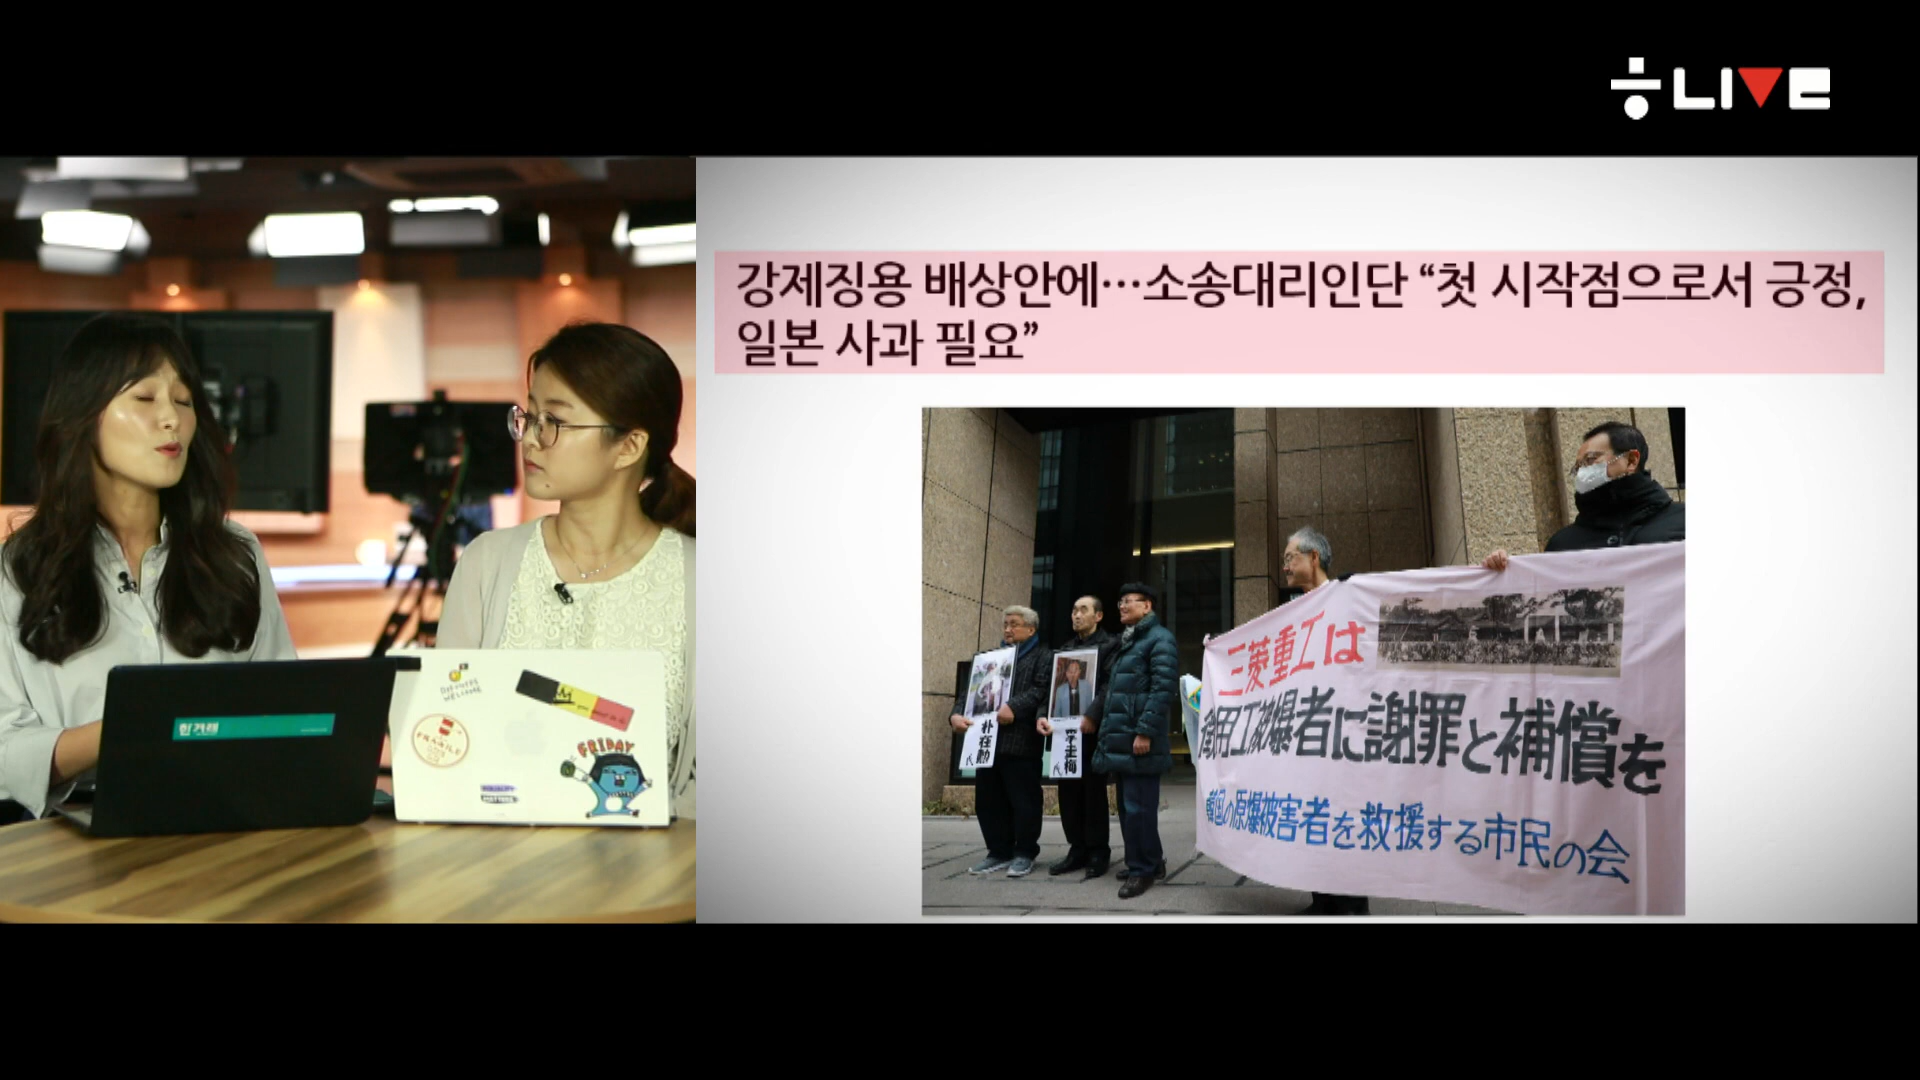 LIVE
강제징용 배상안에…소송대리인단 “첫 시작점으로서 긍정,
일본 사과 필요”
한겨레
FRAGILE
FRIDAY
朴在勳
氏
三菱重工は
徴用工被爆者に謝罪と補償を
韓国の原爆被害者を救援する市民の会